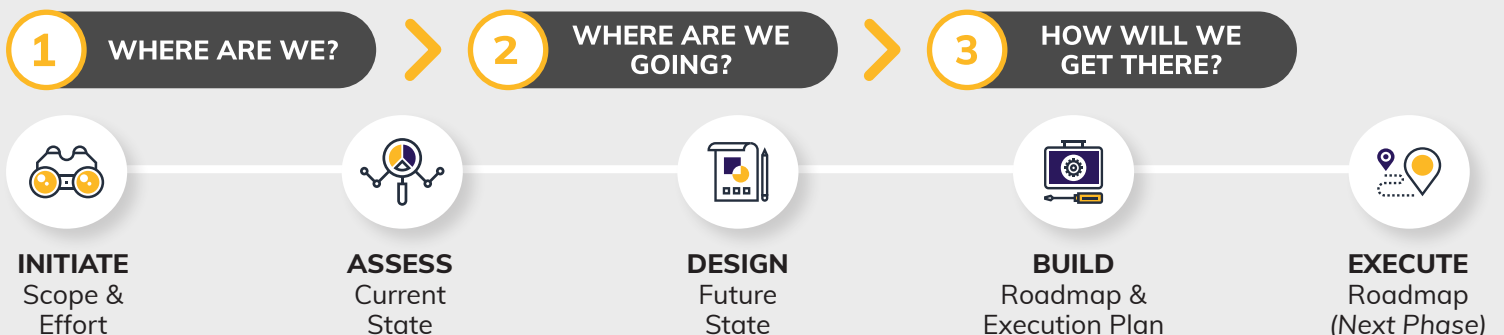 1
WHERE ARE WE?
2
WHERE ARE WE
GOING?
3
HOW WILL WE
GET THERE?
INITIATE
Scope &
Effort
ASSESS
Current
State
DESIGN
Future
State
BUILD
Roadmap &
Execution Plan
EXECUTE
Roadmap
(Next Phase)